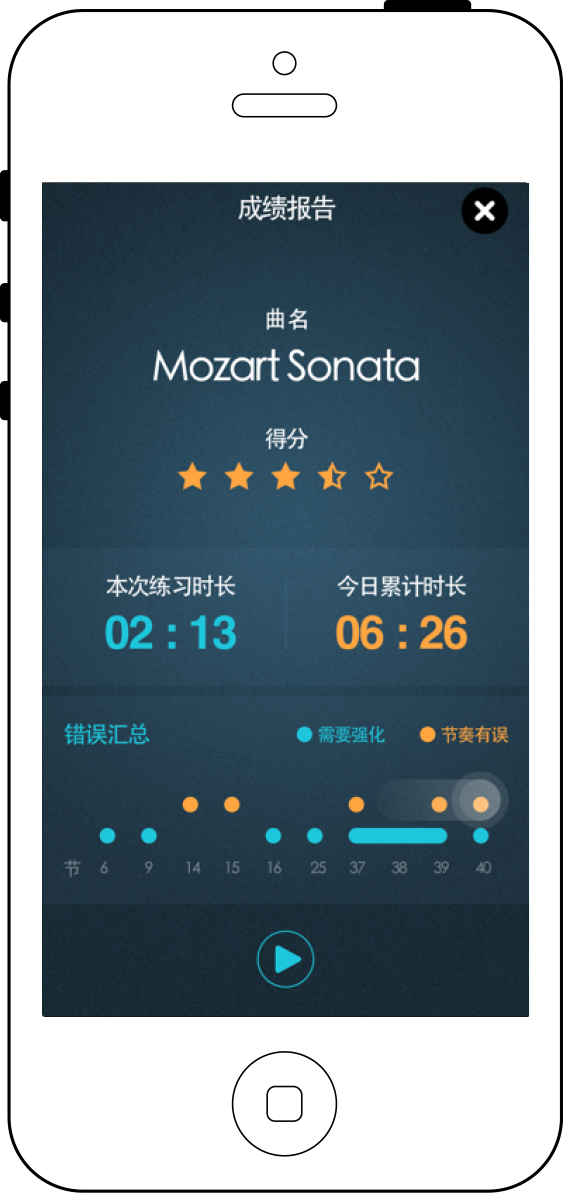 成绩报告
曲名
Mozart Sonata
得分
本次练习时长 今日累计时长
02 : 13 06 : 26
错误汇总 需要强化 节奏有误
节 6 9 14 15 16 25 37 38 39 40